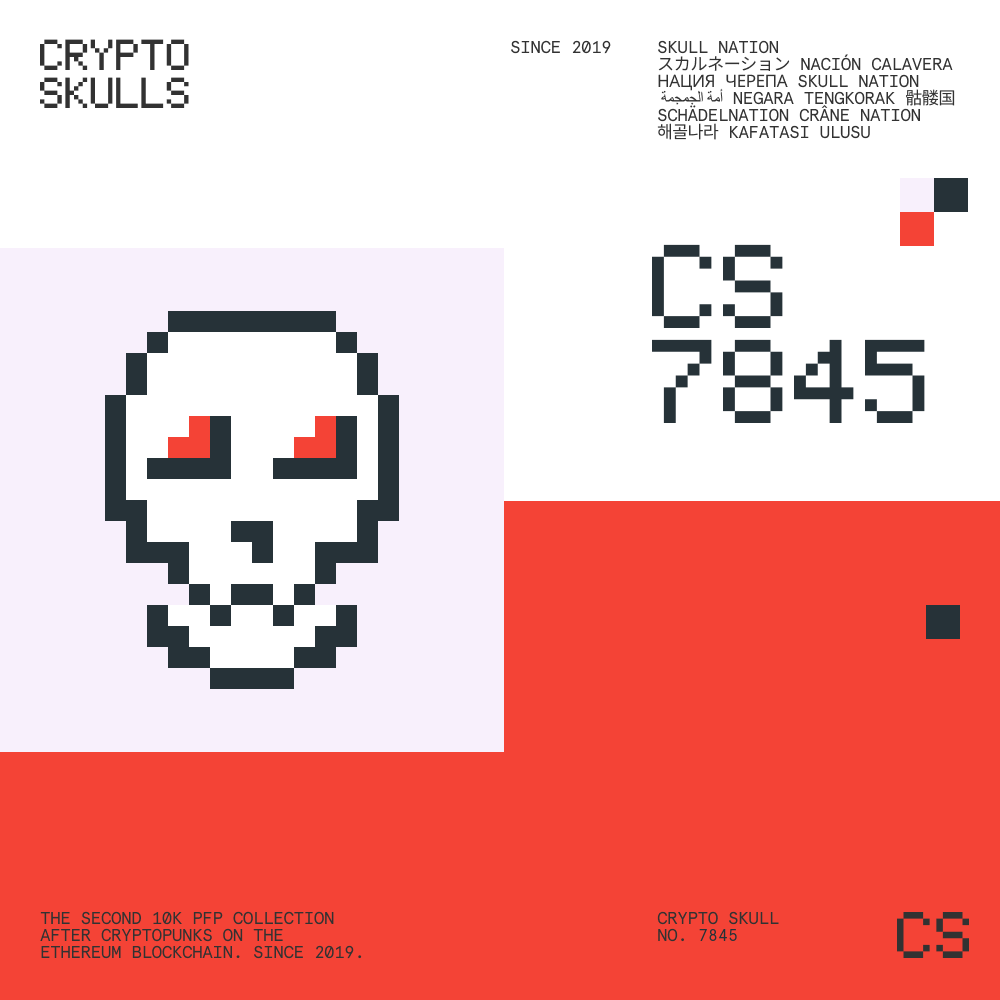 CRYPTO
SKULLS
SINCE 2019
SKULL NATION
スカルネーション NACIÓN CALAVERA
НАЦИЯ ЧЕРЕПА SKULL NATION
أمة الجمجمة NEGARA TENGKORAK 骷髅国
SCHÄDELNATION CRÂNE NATION
해골나라 KAFATASI ULUSU
CS
7845
THE SECOND 10K PFP COLLECTION
AFTER CRYPTOPUNKS ON THE
ETHEREUM BLOCKCHAIN. SINCE 2019.
CRYPTO SKULL
NO. 7845
CS